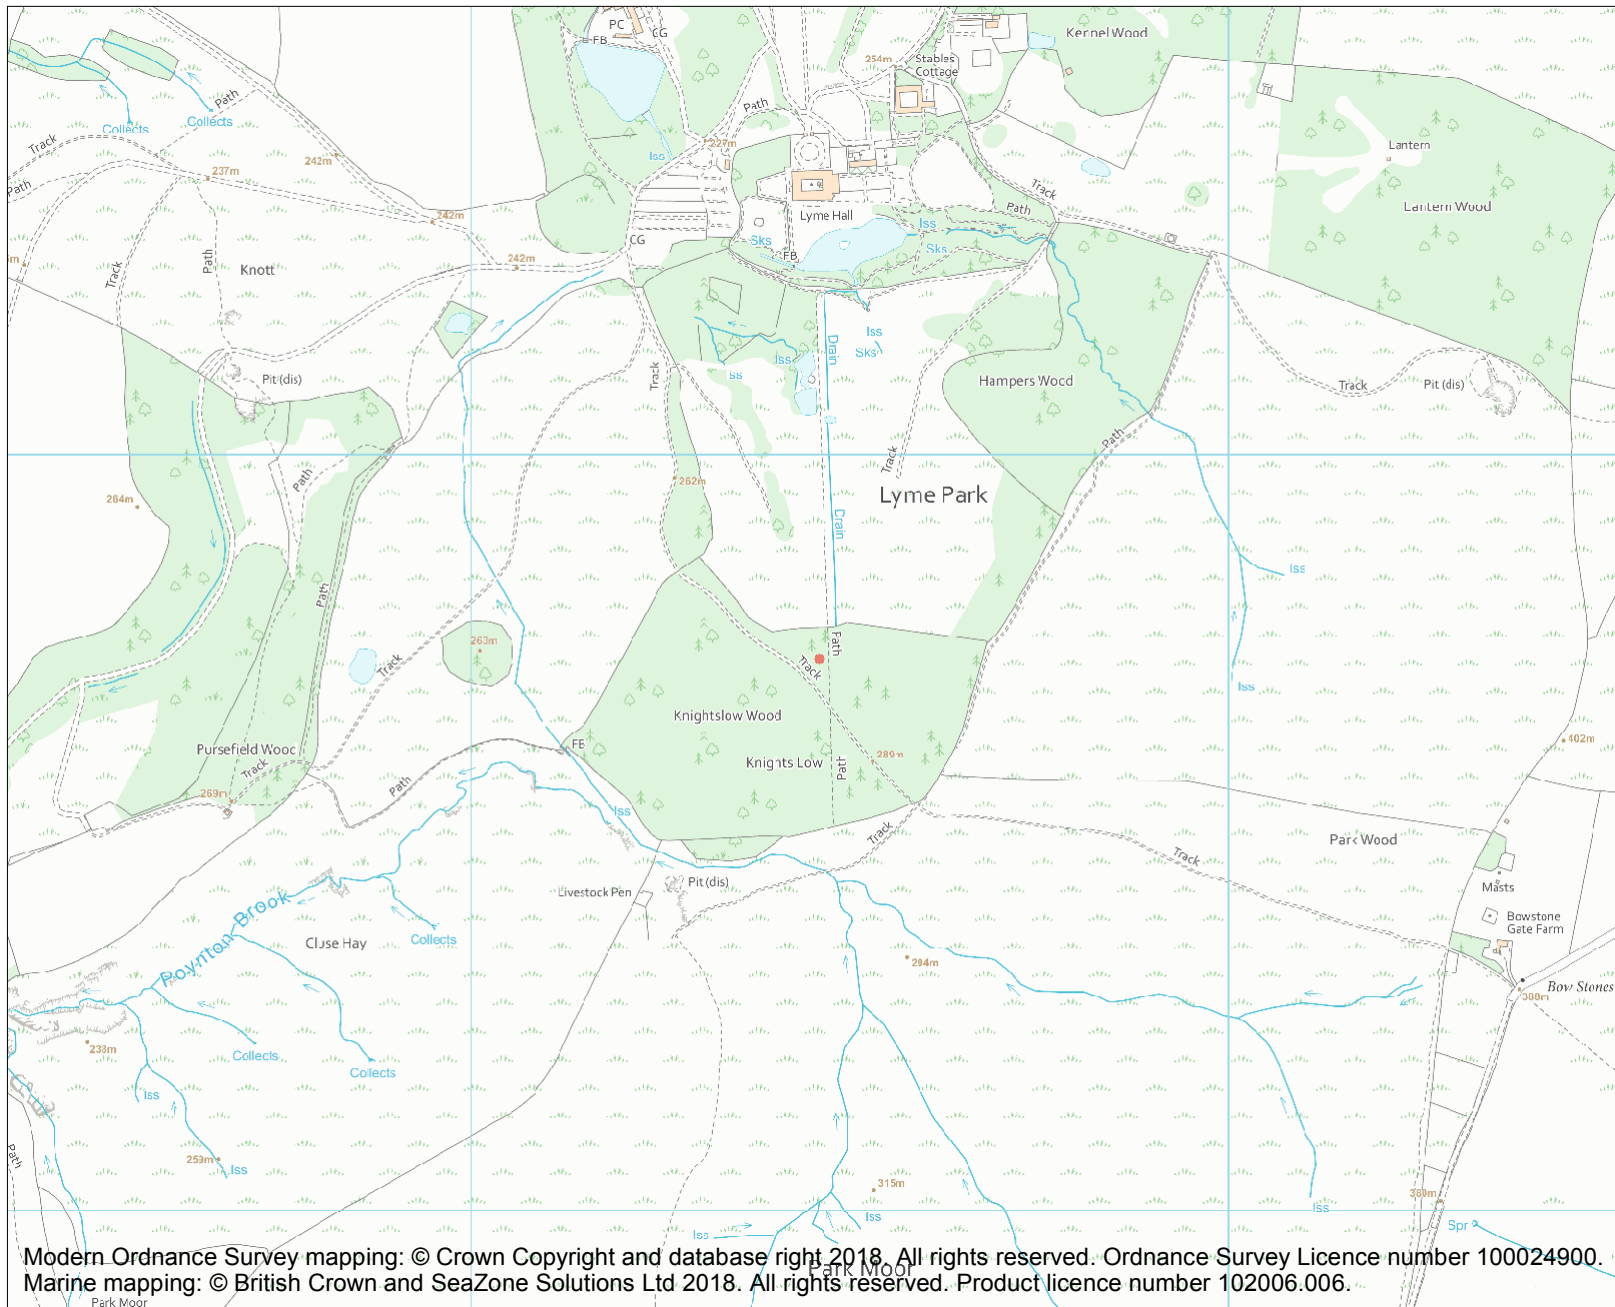 PC
CG
FB
Kennel Wood
254m
Stables
Cottage
Path
Path
Collects
Collects
Track
227m
Iss
Lantern
242m
237m
Path
Track
Lantern Wood
Path
Lyme Hall
242m
Iss
Sks
Sks
CG
FB
242m
Path
Knott
Track
Iss
Sks
Drain
Iss
Iss
Track
Hampers Wood
Pit (dis)
Track
Pit (dis)
Path
Track
Path
262m
Lyme Park
264m
Drain
Iss
Path
263m
Path
Track
Track
Iss
Knightslow Wood
402m
FB
Pursefield Wood
289m
Knights Low
Path
Track
Path
269m
Iss
Track
Park Wood
Track
Pit (dis)
Livestock Pen
Masts
Poynton Brook
Bowstone
Gate Farm
Cluse Hay
Collects
294m
Bow Stones
238m
Collects
Collects
Iss
Path
259m
Iss
315m
380m
Iss
Iss
Iss
Spr
Park Moor
Modern Ordnance Survey mapping: © Crown Copyright and database right 2018. All rights reserved. Ordnance Survey Licence number 100024900.
Marine mapping: © British Crown and SeaZone Solutions Ltd 2018. All rights reserved. Product licence number 102006.006.
Park Moor